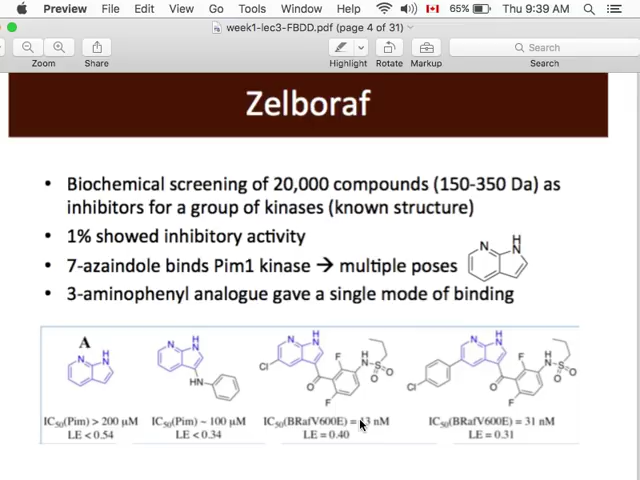 Preview File Edit View Go Tools Window Help 65% Thu 9:39 AM
week1-lec3-FBDD.pdf (page 4 of 31)
Search
Zoom Share Highlight Rotate Markup Search
Zelboraf
• Biochemical screening of 20,000 compounds (150-350 Da) as
inhibitors for a group of kinases (known structure)
• 1% showed inhibitory activity
• 7-azaindole binds Pim1 kinase → multiple poses
• 3-aminophenyl analogue gave a single mode of binding
N H N
A
N H N
N H N
HN
Cl N H N O F F H N S O O
Cl N H N O F F H N S O O
IC50(Pim) > 200 μM IC50(Pim) ~ 100 μM IC50(BRafV600E) = 13 nM IC50(BRafV600E) = 31 nM
LE < 0.54 LE < 0.34 LE = 0.40 LE = 0.31